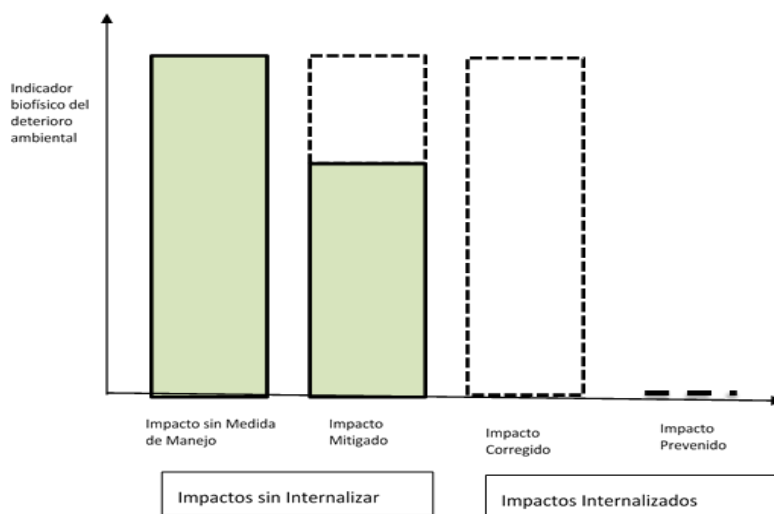 Indicador
biofísico del
deterioro
ambiental
Impacto sin Medida
de Manejo
Impacto
Mitigado
Impacto
Corregido
Impacto
Prevenido
Impactos sin Internalizar
Impactos Internalizados